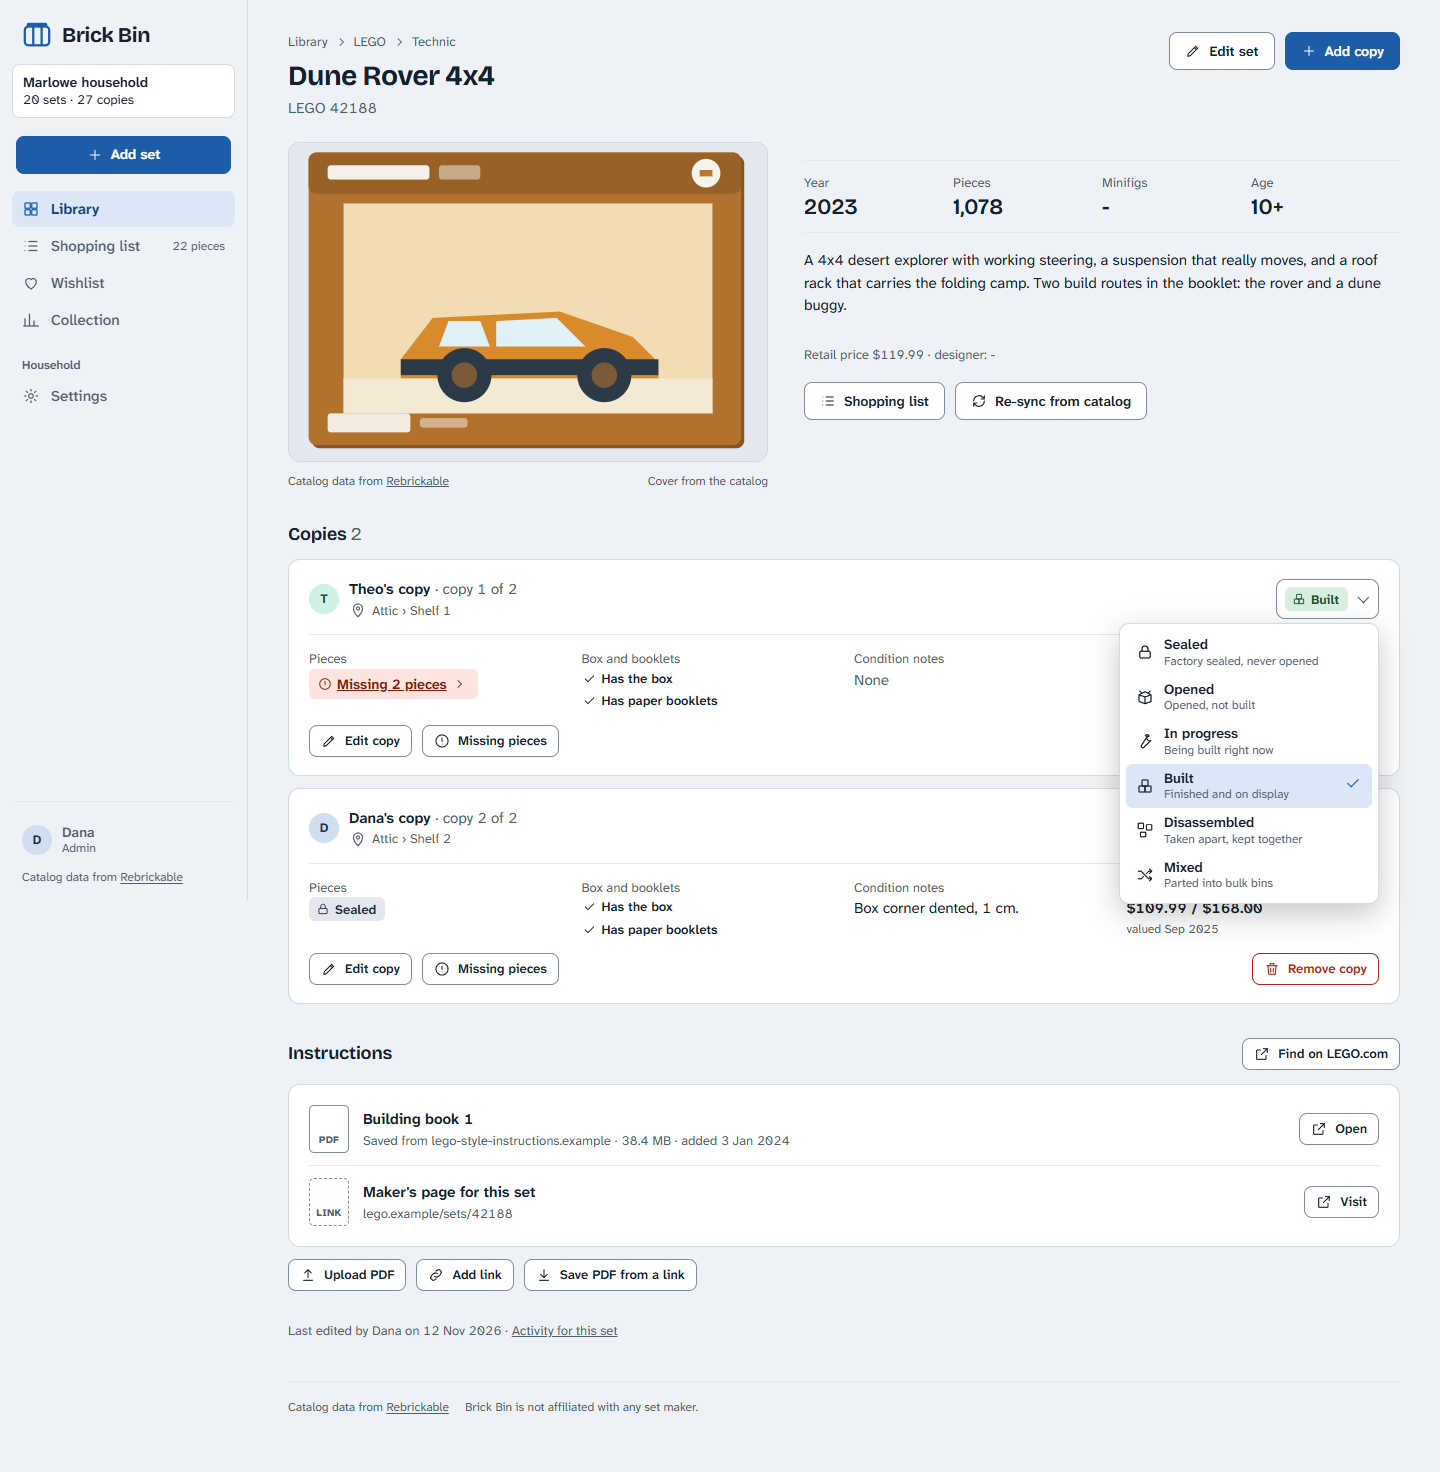 Brick Bin
Marlowe household
20 sets · 27 copies
Add set
Library
Shopping list 22 pieces
Wishlist
Collection
Household
Settings
D
Dana
Admin
Catalog data from Rebrickable
Library > LEGO > Technic
Dune Rover 4x4
LEGO 42188
Edit set
Add copy
Catalog data from Rebrickable
Cover from the catalog
Year Pieces Minifigs Age
2023 1,078 - 10+
A 4x4 desert explorer with working steering, a suspension that really moves, and a roof
rack that carries the folding camp. Two build routes in the booklet: the rover and a dune
buggy.
Retail price $119.99 · designer: -
Shopping list
Re-sync from catalog
Copies 2
T
Theo's copy · copy 1 of 2
Attic › Shelf 1
Built
Pieces
Missing 2 pieces
Box and booklets
Has the box
Has paper booklets
Condition notes
None
Edit copy
Missing pieces
Sealed
Factory sealed, never opened
Opened
Opened, not built
In progress
Being built right now
Built
Finished and on display
Disassembled
Taken apart, kept together
Mixed
Parted into bulk bins
D
Dana's copy · copy 2 of 2
Attic › Shelf 2
Pieces
Sealed
Box and booklets
Has the box
Has paper booklets
Condition notes
Box corner dented, 1 cm.
$109.99 / $168.00
valued Sep 2025
Edit copy
Missing pieces
Remove copy
Instructions
Find on LEGO.com
PDF
Building book 1
Saved from lego-style-instructions.example · 38.4 MB · added 3 Jan 2024
Open
LINK
Maker's page for this set
lego.example/sets/42188
Visit
Upload PDF
Add link
Save PDF from a link
Last edited by Dana on 12 Nov 2026 · Activity for this set
Catalog data from Rebrickable
Brick Bin is not affiliated with any set maker.